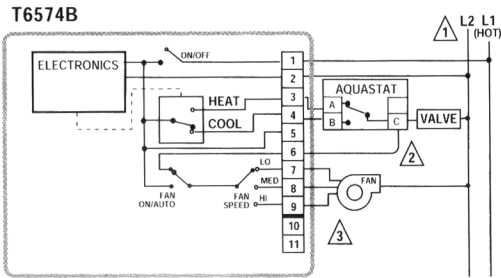 T6574B
L2 L1
(HOT)
1
ELECTRONICS
ON/OFF
1
2
3
4
5
6
7
8
9
10
11
HEAT
COOL
AQUASTAT
A
B
C
VALVE
2
LO
MED
HI
FAN
ON/AUTO
FAN
SPEED
FAN
3